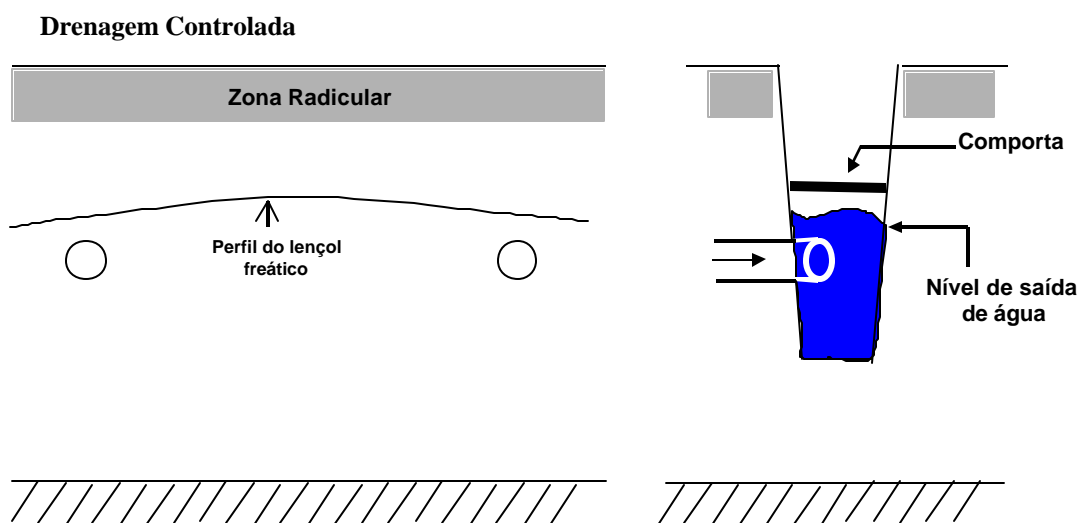 Drenagem Controlada
Zona Radicular
Comporta
Perfil do lençol
freático
Nível de saída
de água